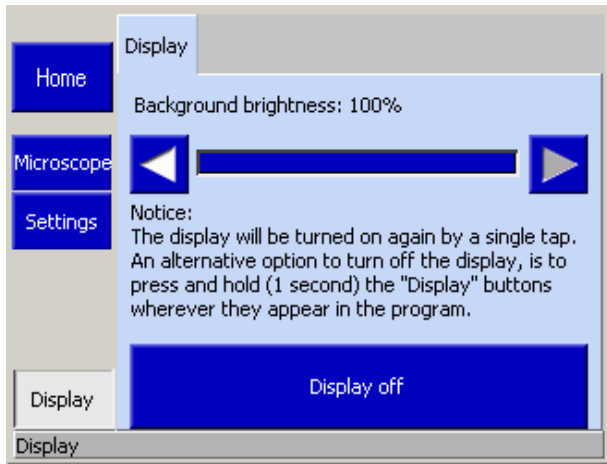 Display
Home
Background brightness: 100%
Microscope
Settings
Notice:
The display will be turned on again by a single tap.
An alternative option to turn off the display, is to
press and hold (1 second) the "Display" buttons
wherever they appear in the program.
Display off
Display
Display